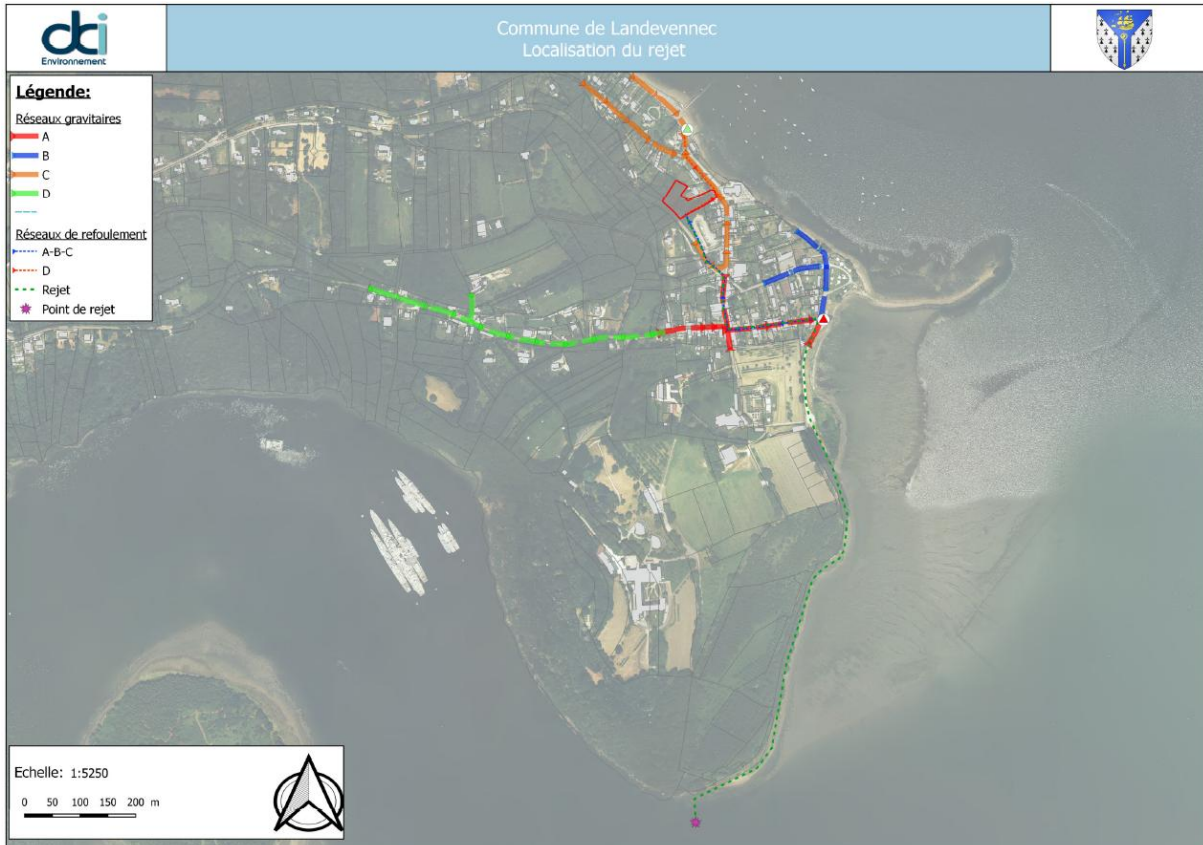 dci
Environnement
Commune de Landevennec
Localisation du rejet
Légende:
Réseaux gravitaires
A
B
C
D
Réseaux de refoulement
A-B-C
D
Rejet
Point de rejet
Echelle: 1:5250
0 50 100 150 200 m